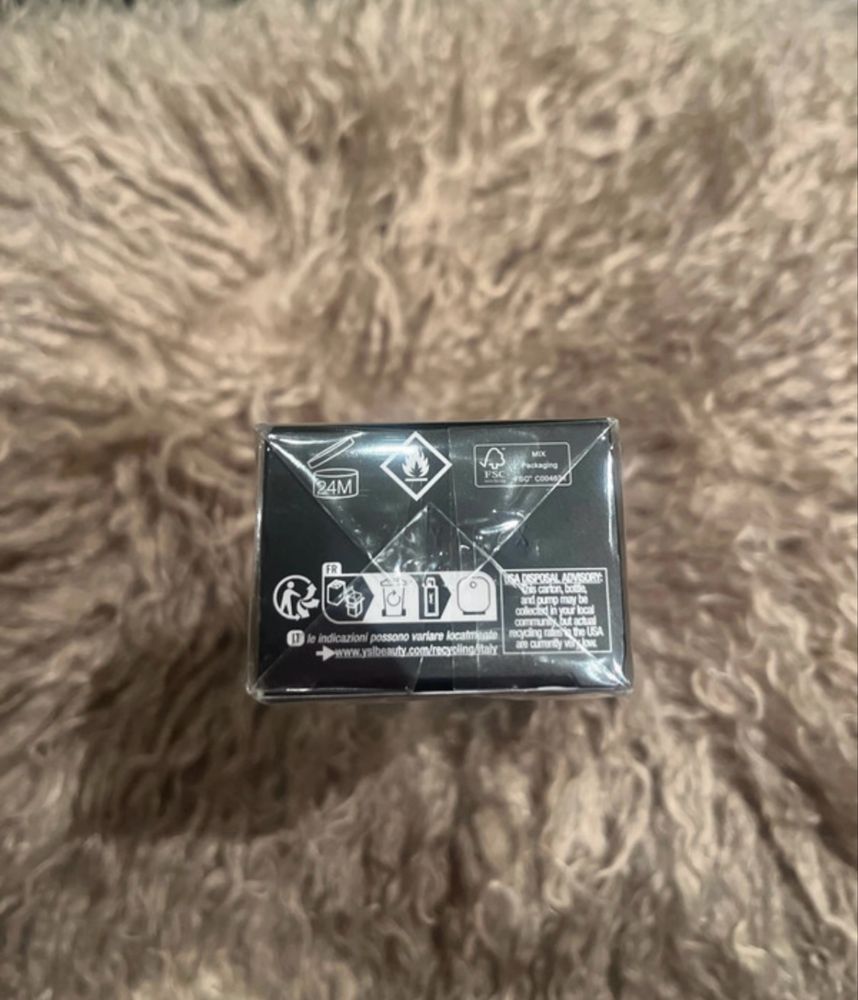 24M
FSC
MIX
Packaging
FSC®
FR
USA DISPOSAL ADVISORY:
this carton, bottle,
and pump may be
collected in your local
community, but actual
recycling rates in the USA
are currently very low.
IT le indicazioni possono variare localmente
www.yslbeauty.com/recycling/italy